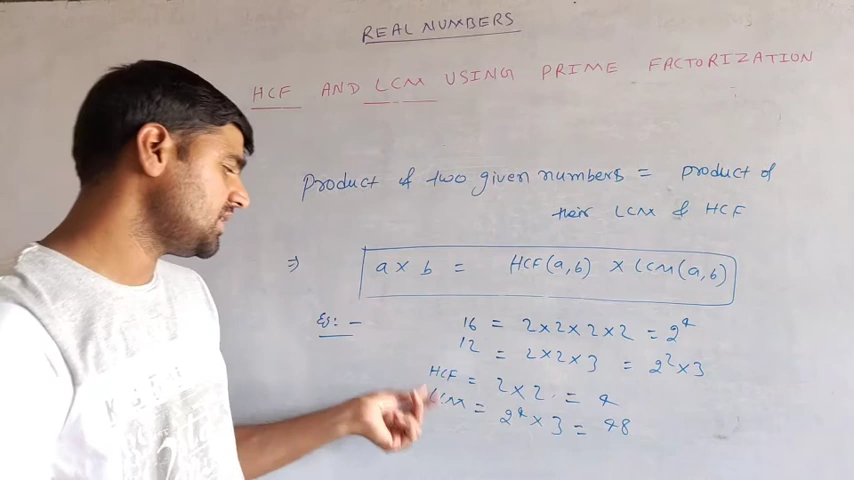 REAL NUMBERS
HCF AND LCM USING PRIME FACTORIZATION
Product of two given numbers = product of
their LCM & HCF
⇒ a × b = HCF(a,b) × LCM(a,b)
Eg: - 16 = 2×2×2×2 = 2⁴
12 = 2×2×3 = 2²×3
HCF = 2×2 = 4
LCM = 2⁴×3 = 48